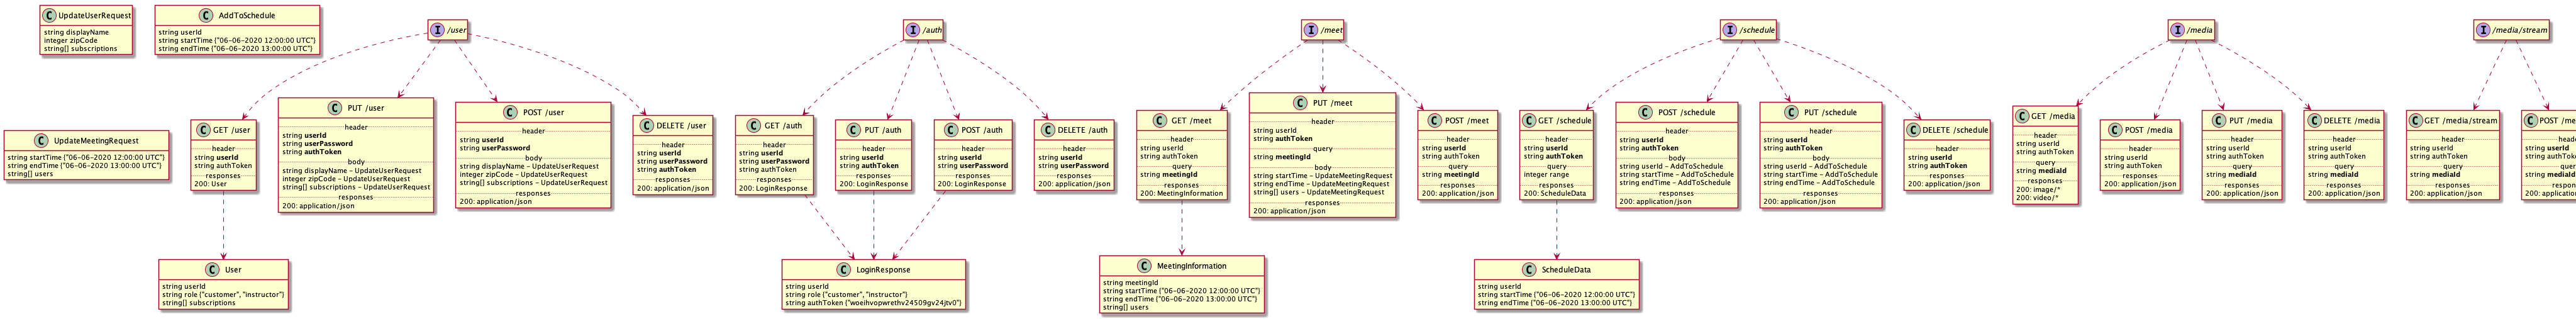 UpdateUserRequest
string displayName
integer zipCode
string[] subscriptions
AddToSchedule
string userId
string startTime ("06-06-2020 12:00:00 UTC")
string endTime ("06-06-2020 13:00:00 UTC")
/user
/auth
/meet
/schedule
/media
/media/stream
UpdateMeetingRequest
string startTime ("06-06-2020 12:00:00 UTC")
string endTime ("06-06-2020 13:00:00 UTC")
string[] users
GET /user
header
string userId
string authToken
responses
200: User
PUT /user
header
string userId
string userPassword
string authToken
body
string displayName - UpdateUserRequest
integer zipCode - UpdateUserRequest
string[] subscriptions - UpdateUserRequest
responses
200: application/json
POST /user
header
string userId
string userPassword
body
string displayName - UpdateUserRequest
integer zipCode - UpdateUserRequest
string[] subscriptions - UpdateUserRequest
responses
200: application/json
DELETE /user
header
string userId
string userPassword
string authToken
responses
200: application/json
GET /auth
header
string userId
string userPassword
string authToken
responses
200: LoginResponse
PUT /auth
header
string userId
string authToken
responses
200: LoginResponse
POST /auth
header
string userId
string userPassword
responses
200: LoginResponse
DELETE /auth
header
string userId
string userPassword
responses
200: application/json
GET /meet
header
string userId
string authToken
query
string meetingId
responses
200: MeetingInformation
PUT /meet
header
string userId
string authToken
query
string meetingId
body
string startTime - UpdateMeetingRequest
string endTime - UpdateMeetingRequest
string[] users - UpdateMeetingRequest
responses
200: application/json
POST /meet
header
string userId
string authToken
query
string meetingId
responses
200: application/json
GET /schedule
header
string userId
string authToken
query
integer range
responses
200: ScheduleData
POST /schedule
header
string userId
string authToken
body
string userId - AddToSchedule
string startTime - AddToSchedule
string endTime - AddToSchedule
responses
200: application/json
PUT /schedule
header
string userId
string authToken
body
string userId - AddToSchedule
string startTime - AddToSchedule
string endTime - AddToSchedule
responses
200: application/json
DELETE /schedule
header
string userId
string authToken
responses
200: application/json
GET /media
header
string userId
string authToken
query
string mediaId
responses
200: image/*
200: video/*
POST /media
header
string userId
string authToken
responses
200: application/json
PUT /media
header
string userId
string authToken
query
string mediaId
responses
200: application/json
DELETE /media
header
string userId
string authToken
query
string mediaId
responses
200: application/json
GET /media/stream
header
string userId
string authToken
query
string mediaId
responses
200: application/json
POST /me
header
string userId
string authTok
query
string mediaId
respon
200: applicat
User
string userId
string role ("customer", "instructor")
string[] subscriptions
LoginResponse
string userId
string role ("customer", "instructor")
string authToken ("woeihvopwrethv24509gv24jtv0")
MeetingInformation
string meetingId
string startTime ("06-06-2020 12:00:00 UTC")
string endTime ("06-06-2020 13:00:00 UTC")
string[] users
ScheduleData
string userId
string startTime ("06-06-2020 12:00:00 UTC")
string endTime ("06-06-2020 13:00:00 UTC")